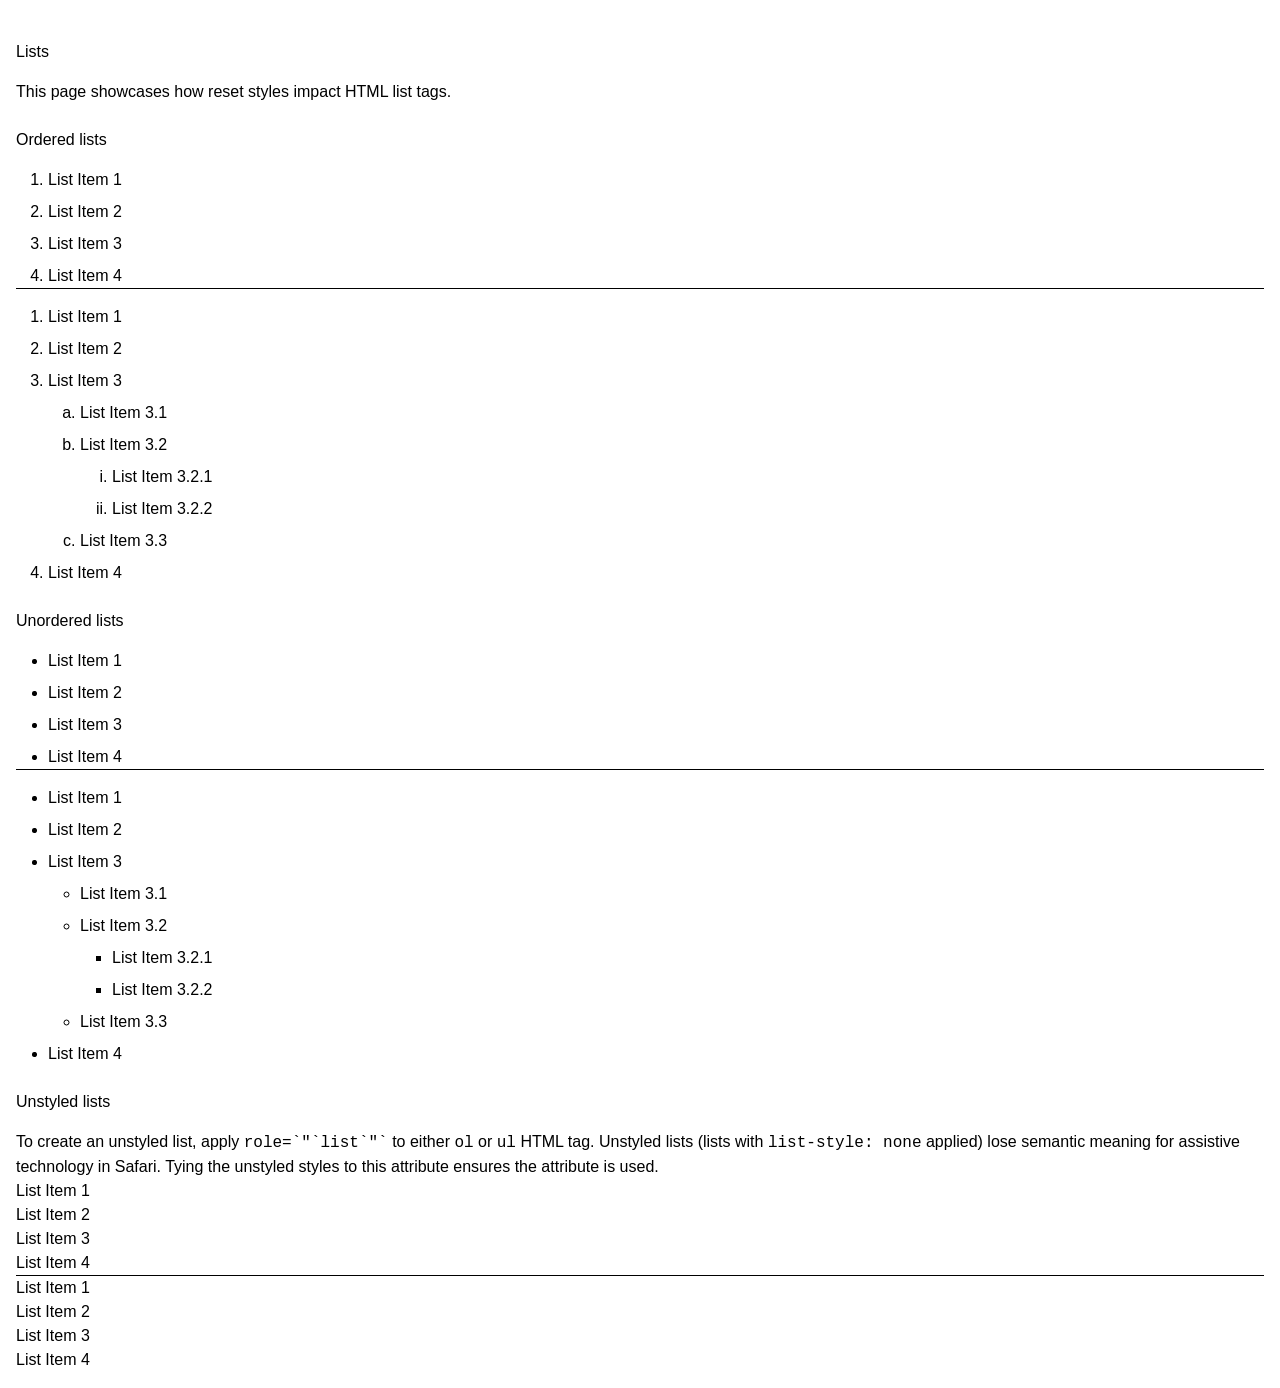 Lists
This page showcases how reset styles impact HTML list tags.
Ordered lists
1. List Item 1
2. List Item 2
3. List Item 3
4. List Item 4
1. List Item 1
2. List Item 2
3. List Item 3
a. List Item 3.1
b. List Item 3.2
i. List Item 3.2.1
ii. List Item 3.2.2
c. List Item 3.3
4. List Item 4
Unordered lists
• List Item 1
• List Item 2
• List Item 3
• List Item 4
• List Item 1
• List Item 2
• List Item 3
◦ List Item 3.1
◦ List Item 3.2
▪ List Item 3.2.1
▪ List Item 3.2.2
◦ List Item 3.3
• List Item 4
Unstyled lists
To create an unstyled list, apply role=`"`list`"` to either ol or ul HTML tag. Unstyled lists (lists with list-style: none applied) lose semantic meaning for assistive
technology in Safari. Tying the unstyled styles to this attribute ensures the attribute is used.
List Item 1
List Item 2
List Item 3
List Item 4
List Item 1
List Item 2
List Item 3
List Item 4